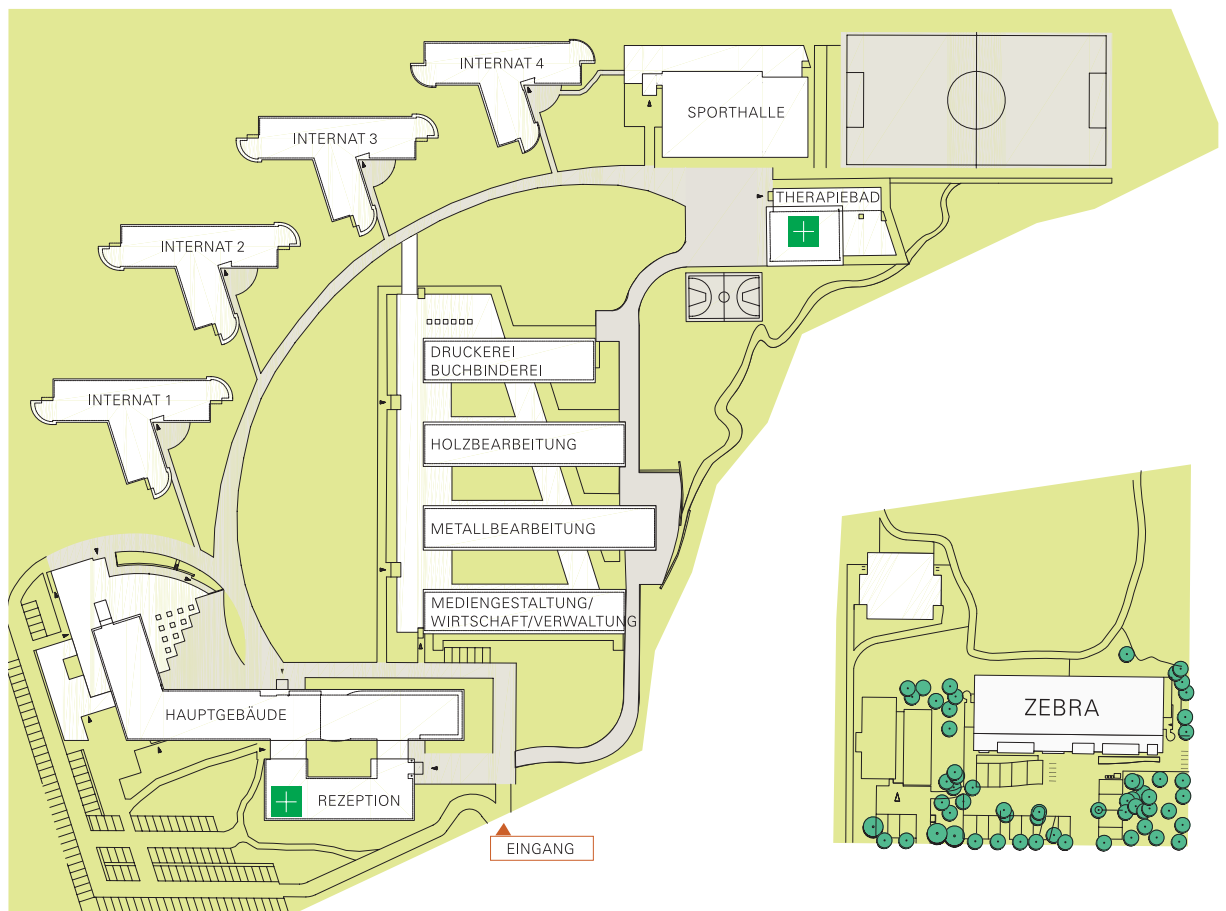 INTERNAT 4
SPORTHALLE
INTERNAT 3
THERAPIEBAD
INTERNAT 2
DRUCKEREI
BUCHBINDEREI
INTERNAT 1
HOLZBEARBEITUNG
METALLBEARBEITUNG
MEDIENGESTALTUNG/
WIRTSCHAFT/VERWALTUNG
HAUPTGEBÄUDE
ZEBRA
REZEPTION
EINGANG